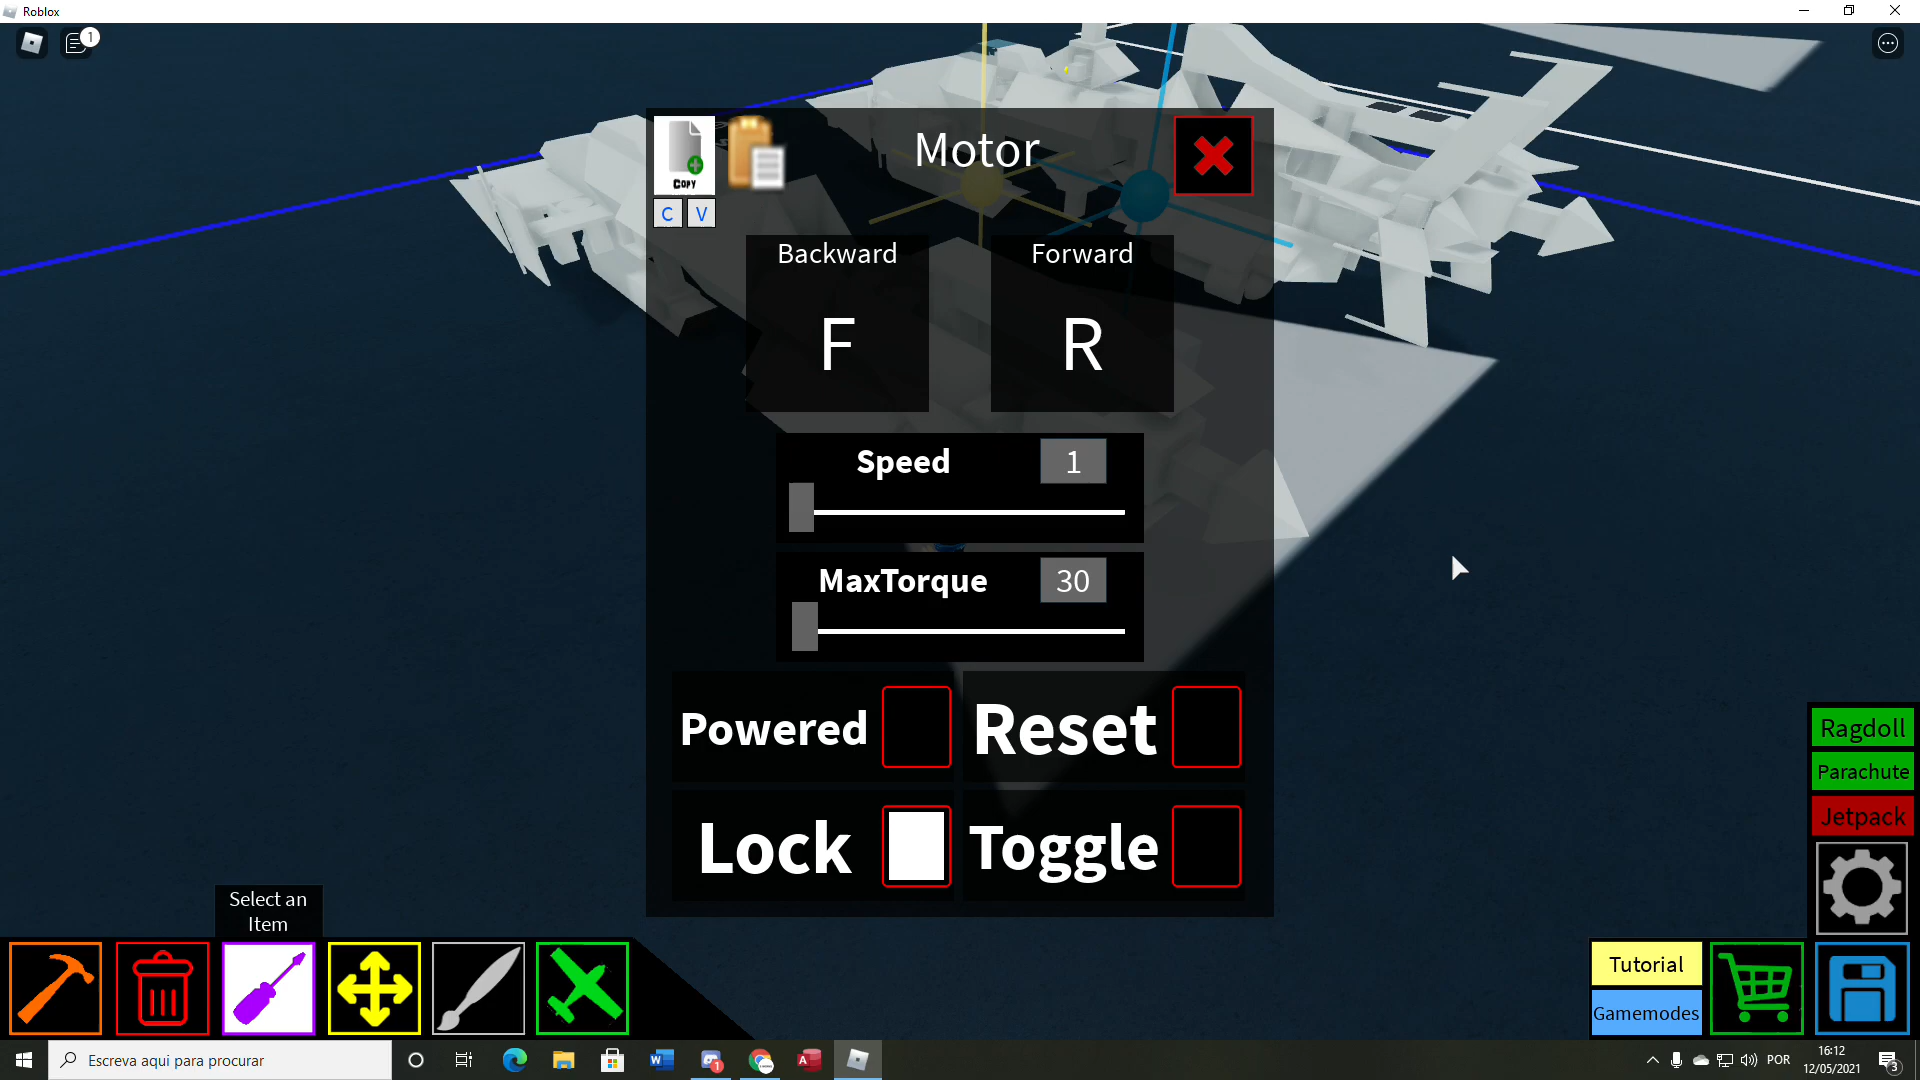 Roblox
1
Copy
C V
Motor
Backward
Forward
F
R
Speed
1
MaxTorque
30
Powered
Reset
Lock
Toggle
Select an
Item
Ragdoll
Parachute
Jetpack
Tutorial
Gamemodes
Escreva aqui para procurar
W
1
A
POR
16:12
12/05/2021
3